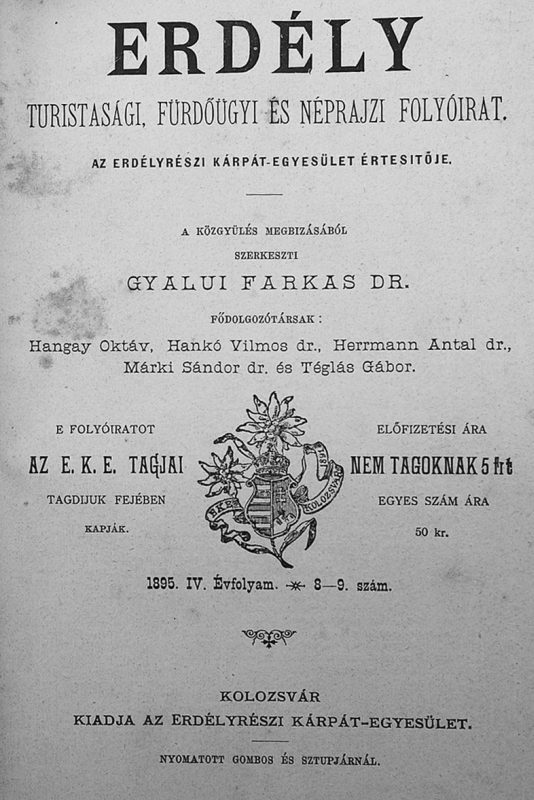 ERDÉLY
TURISTASÁGI, FÜRDŐÜGYI ÉS NÉPRAJZI FOLYÓIRAT.
AZ ERDÉLYRÉSZI KÁRPÁT-EGYESÜLET ÉRTESITŐJE.
A KÖZGYÜLÉS MEGBIZÁSÁBÓL
SZERKESZTI
GYALUI FARKAS DR.
FŐDOLGOZÓTÁRSAK:
Hangay Oktáv, Hankó Vilmos dr., Herrmann Antal dr.,
Márki Sándor dr. és Téglás Gábor.
E FOLYÓIRATOT
AZ E. K. E. TAGJAI
TAGDIJUK FEJÉBEN
KAPJÁK.
EKE
1891
KOLOZSVÁR
ELŐFIZETÉSI ÁRA
NEM TAGOKNAK 5 frt
EGYES SZÁM ÁRA
50 kr.
1895. IV. Évfolyam. 8—9. szám.
KOLOZSVÁR
KIADJA AZ ERDÉLYRÉSZI KÁRPÁT-EGYESÜLET.
NYOMATOTT GOMBOS ÉS SZTUPJÁRNÁL.